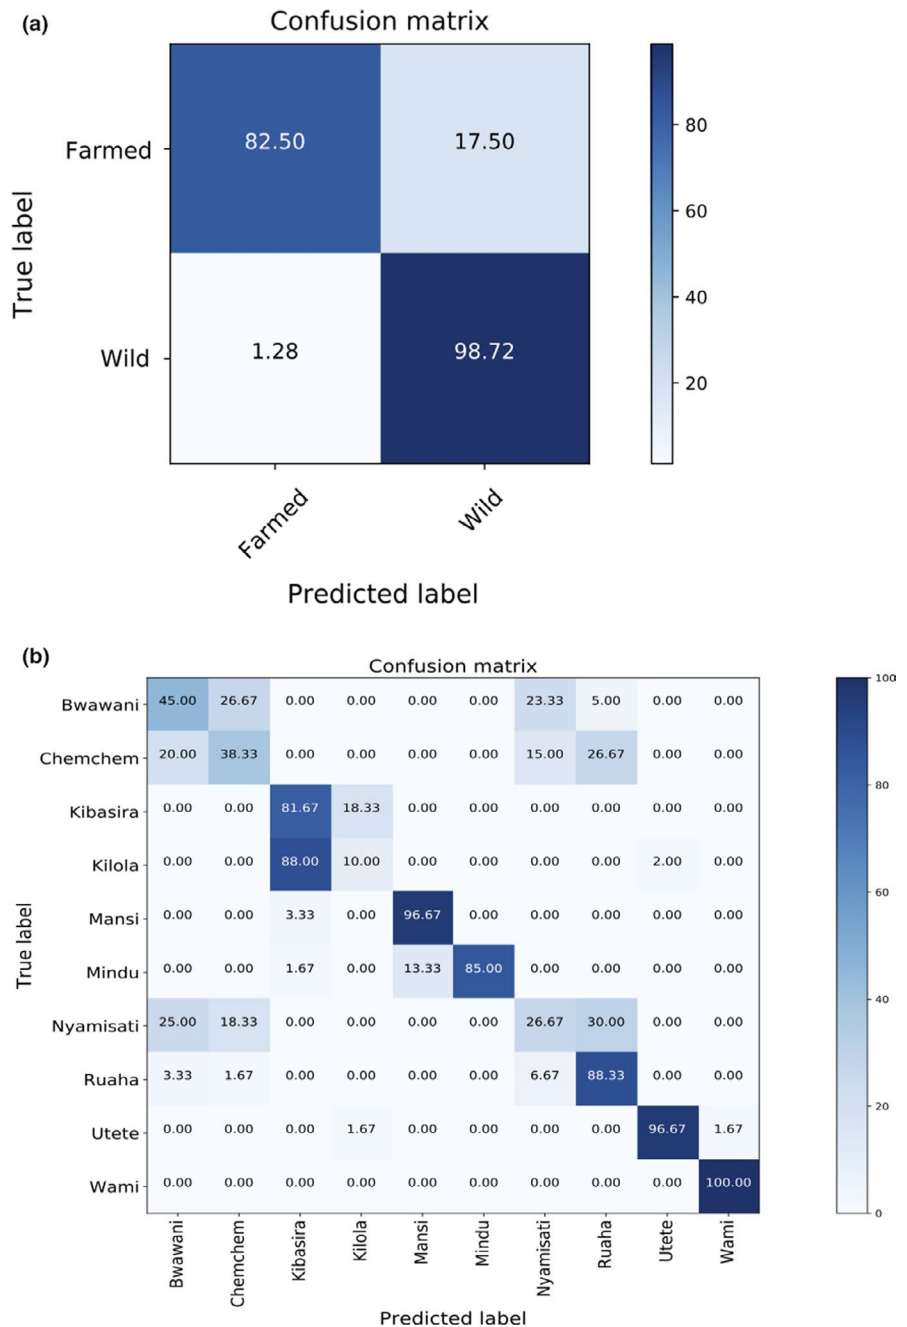 (a)
Confusion matrix
Farmed 82.50 17.50
Wild 1.28 98.72
True label
Farmed Wild
Predicted label
80
60
40
20
(b)
Confusion matrix
Bwawani 45.00 26.67 0.00 0.00 0.00 0.00 23.33 5.00 0.00 0.00
Chemchem 20.00 38.33 0.00 0.00 0.00 0.00 15.00 26.67 0.00 0.00
Kibasira 0.00 0.00 81.67 18.33 0.00 0.00 0.00 0.00 0.00 0.00
Kilola 0.00 0.00 88.00 10.00 0.00 0.00 0.00 0.00 2.00 0.00
Mansi 0.00 0.00 3.33 0.00 96.67 0.00 0.00 0.00 0.00 0.00
Mindu 0.00 0.00 1.67 0.00 13.33 85.00 0.00 0.00 0.00 0.00
Nyamisati 25.00 18.33 0.00 0.00 0.00 0.00 26.67 30.00 0.00 0.00
Ruaha 3.33 1.67 0.00 0.00 0.00 0.00 6.67 88.33 0.00 0.00
Utete 0.00 0.00 0.00 1.67 0.00 0.00 0.00 0.00 96.67 1.67
Wami 0.00 0.00 0.00 0.00 0.00 0.00 0.00 0.00 0.00 100.00
True label
Bwawani Chemchem Kibasira Kilola Mansi Mindu Nyamisati Ruaha Utete Wami
Predicted label
100
80
60
40
20
0